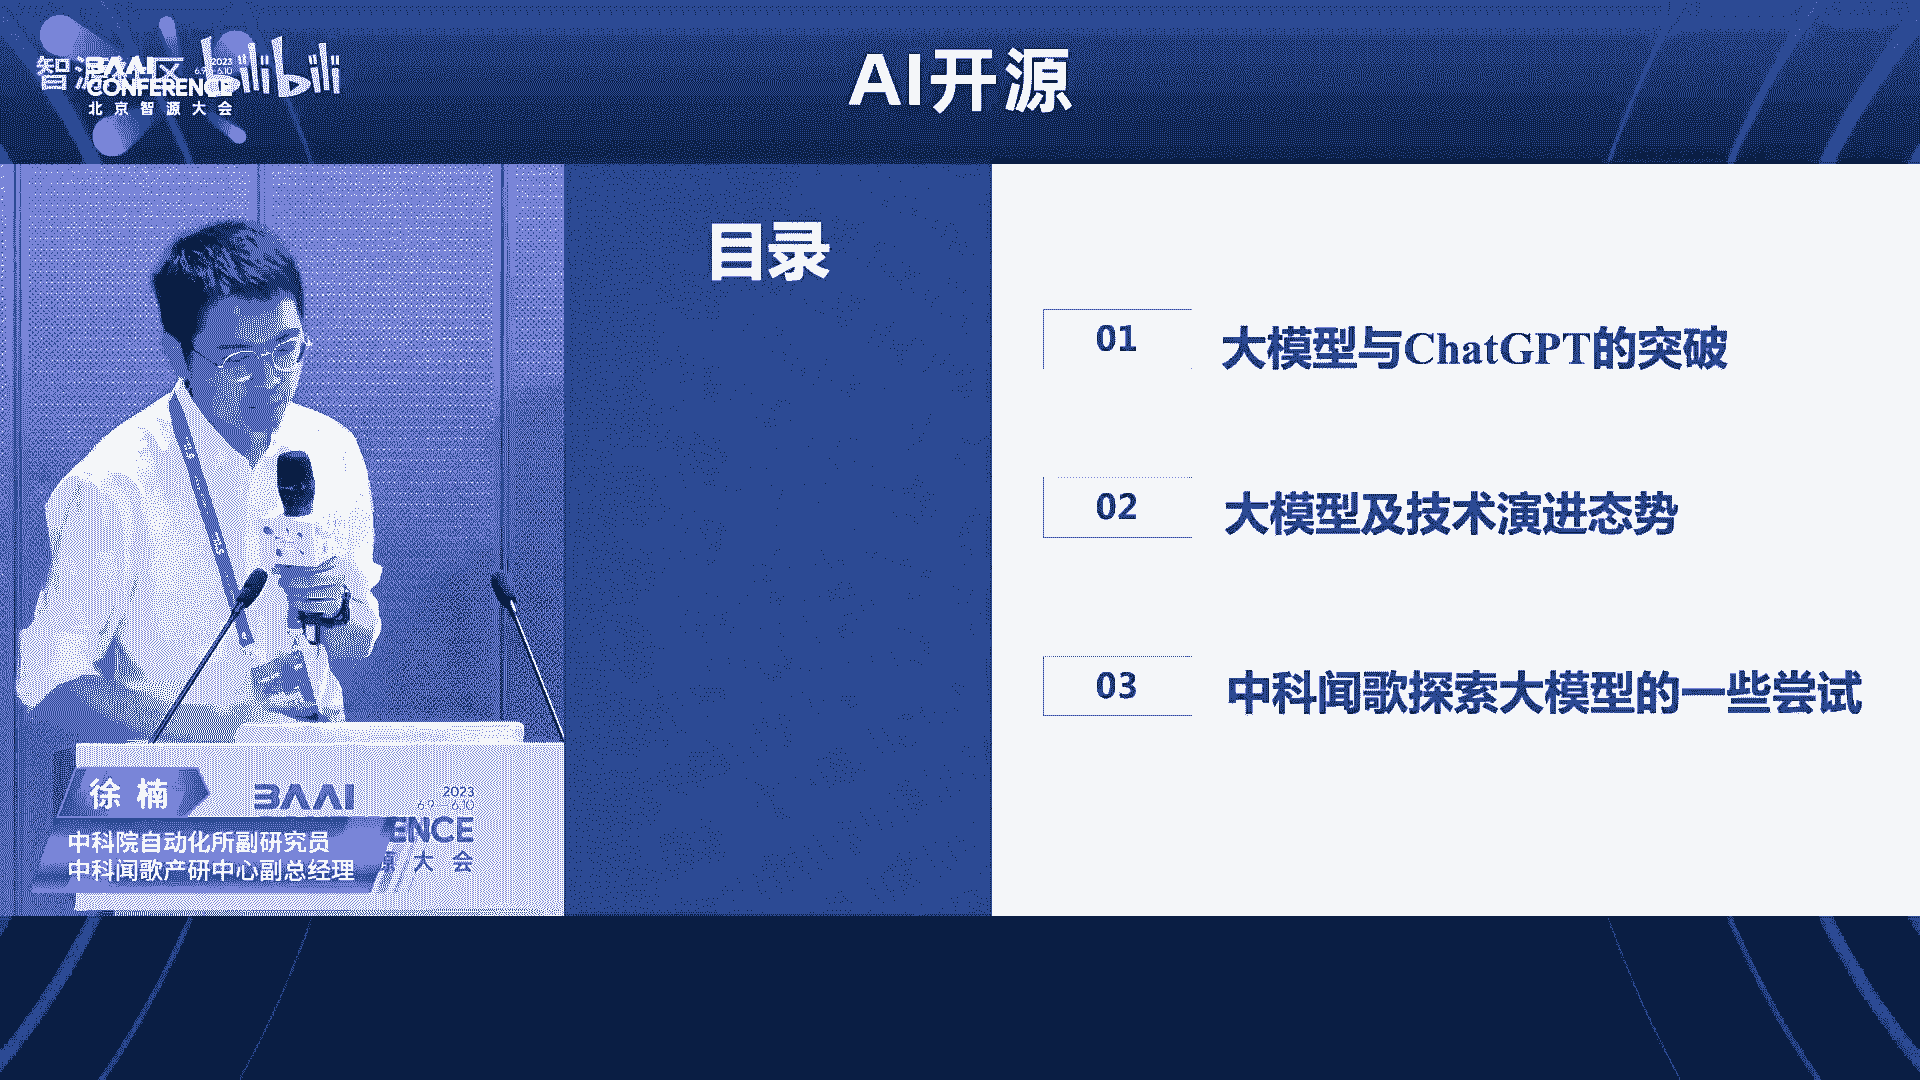 智源社区 bilibili
BAAI 2023
6.9-6.10
CONFERENCE
北京智源大会
AI开源
目录
01 大模型与ChatGPT的突破
02 大模型及技术演进态势
03 中科闻歌探索大模型的一些尝试
徐楠
中科院自动化所副研究员
中科闻歌产研中心副总经理
BAAI 2023
6.9-6.10
ENCE
源大会